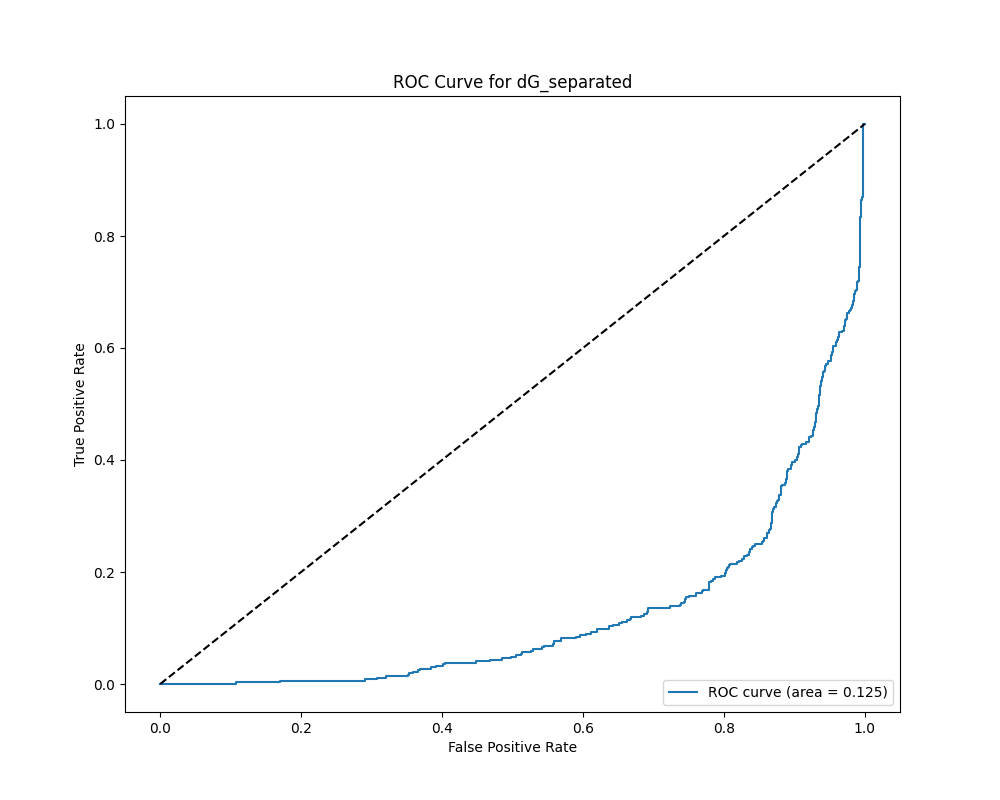 ROC Curve for dG_separated
1.0
0.8
0.6
0.4
0.2
0.0
True Positive Rate
ROC curve (area = 0.125)
0.0 0.2 0.4 0.6 0.8 1.0
False Positive Rate